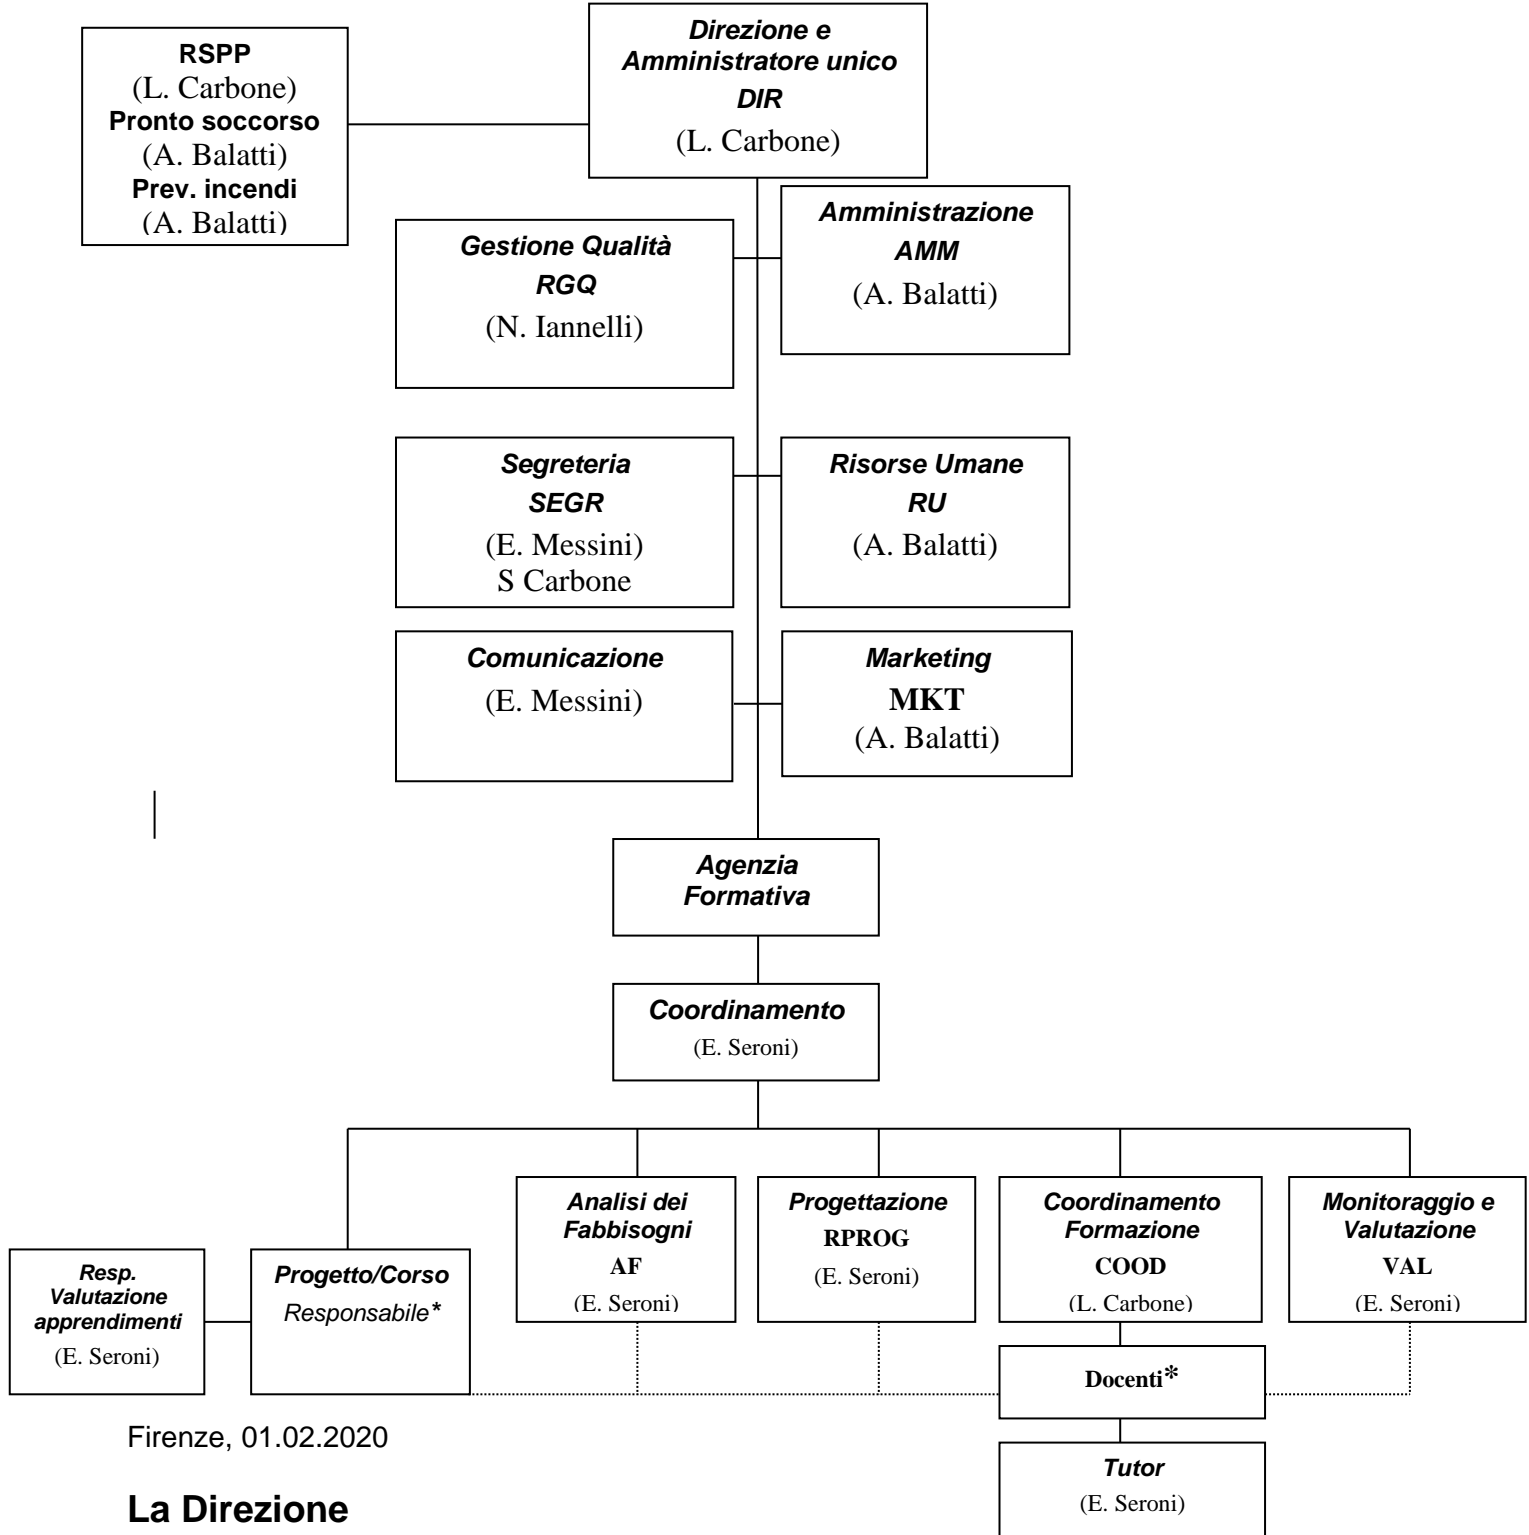 RSPP
(L. Carbone)
Pronto soccorso
(A. Balatti)
Prev. incendi
(A. Balatti)
Direzione e
Amministratore unico
DIR
(L. Carbone)
Gestione Qualità
RGQ
(N. Iannelli)
Amministrazione
AMM
(A. Balatti)
Segreteria
SEGR
(E. Messini)
S Carbone
Risorse Umane
RU
(A. Balatti)
Comunicazione
(E. Messini)
Marketing
MKT
(A. Balatti)
Agenzia
Formativa
Coordinamento
(E. Seroni)
Resp.
Valutazione
apprendimenti
(E. Seroni)
Progetto/Corso
Responsabile*
Analisi dei
Fabbisogni
AF
(E. Seroni)
Progettazione
RPROG
(E. Seroni)
Coordinamento
Formazione
COOD
(L. Carbone)
Monitoraggio e
Valutazione
VAL
(E. Seroni)
Docenti*
Tutor
(E. Seroni)
Firenze, 01.02.2020
La Direzione